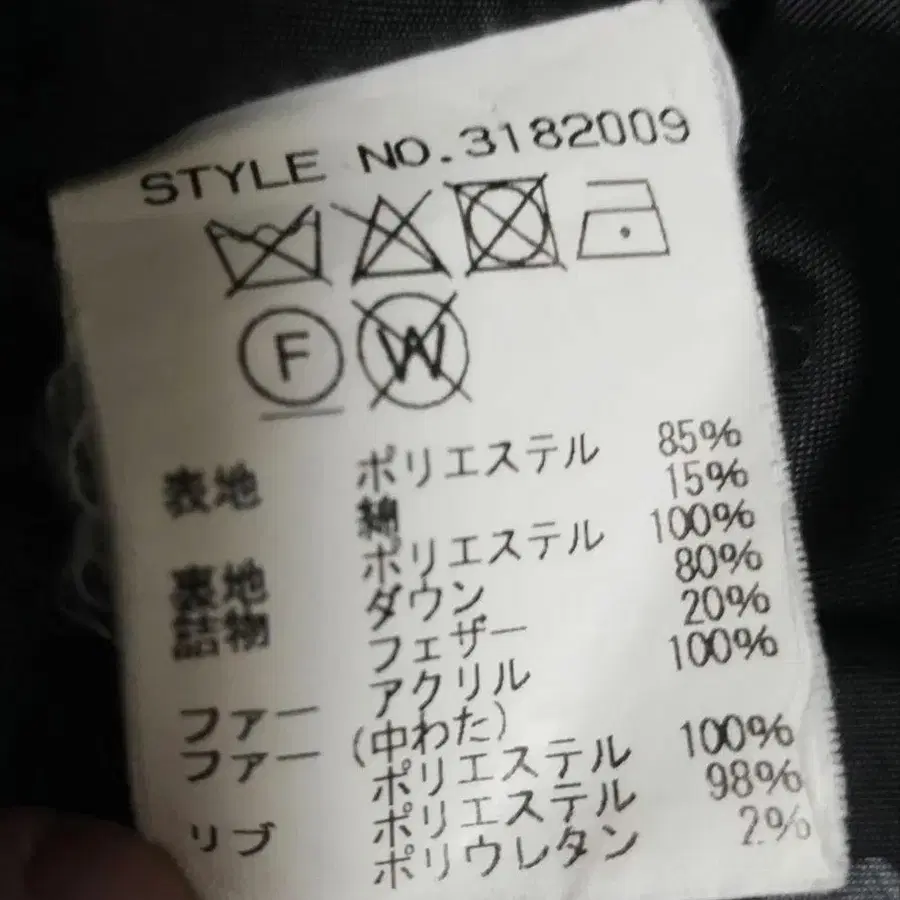 STYLE NO.3182009
F W
表地 ポリエステル 85%
綿 15%
裏地 ポリエステル 100%
詰物 ダウン 80%
フェザー 20%
ファー アクリル 100%
ファー (中わた)
ポリエステル 100%
リブ ポリエステル 98%
ポリウレタン 2%